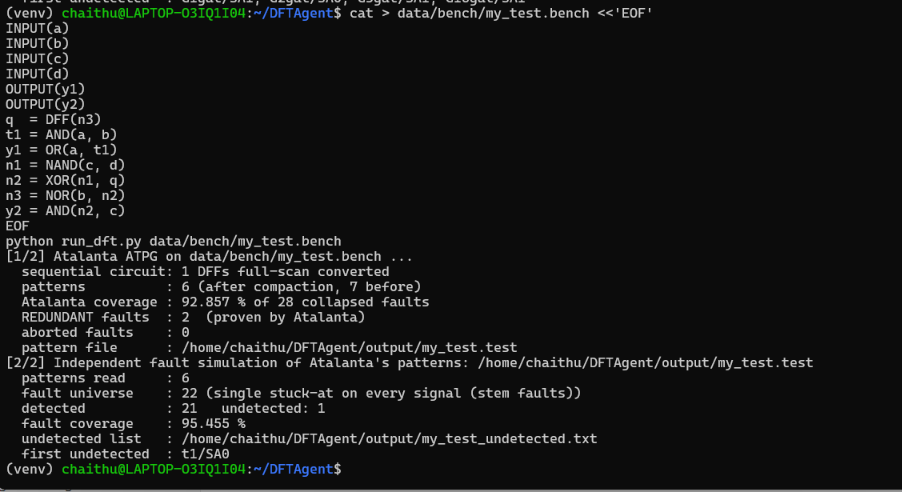 (venv) chaithu@LAPTOP-O3IQ1I04:~/DFTAgent$ cat > data/bench/my_test.bench <<'EOF'
INPUT(a)
INPUT(b)
INPUT(c)
INPUT(d)
OUTPUT(y1)
OUTPUT(y2)
q  = DFF(n3)
t1 = AND(a, b)
y1 = OR(a, t1)
n1 = NAND(c, d)
n2 = XOR(n1, q)
n3 = NOR(b, n2)
y2 = AND(n2, c)
EOF
python run_dft.py data/bench/my_test.bench
[1/2] Atalanta ATPG on data/bench/my_test.bench ...
  sequential circuit: 1 DFFs full-scan converted
  patterns          : 6 (after compaction, 7 before)
  Atalanta coverage : 92.857 % of 28 collapsed faults
  REDUNDANT faults  : 2  (proven by Atalanta)
  aborted faults    : 0
  pattern file      : /home/chaithu/DFTAgent/output/my_test.test
[2/2] Independent fault simulation of Atalanta's patterns: /home/chaithu/DFTAgent/output/my_test.test
  patterns read     : 6
  fault universe    : 22 (single stuck-at on every signal (stem faults))
  detected          : 21   undetected: 1
  fault coverage    : 95.455 %
  undetected list   : /home/chaithu/DFTAgent/output/my_test_undetected.txt
  first undetected  : t1/SA0
(venv) chaithu@LAPTOP-O3IQ1I04:~/DFTAgent$